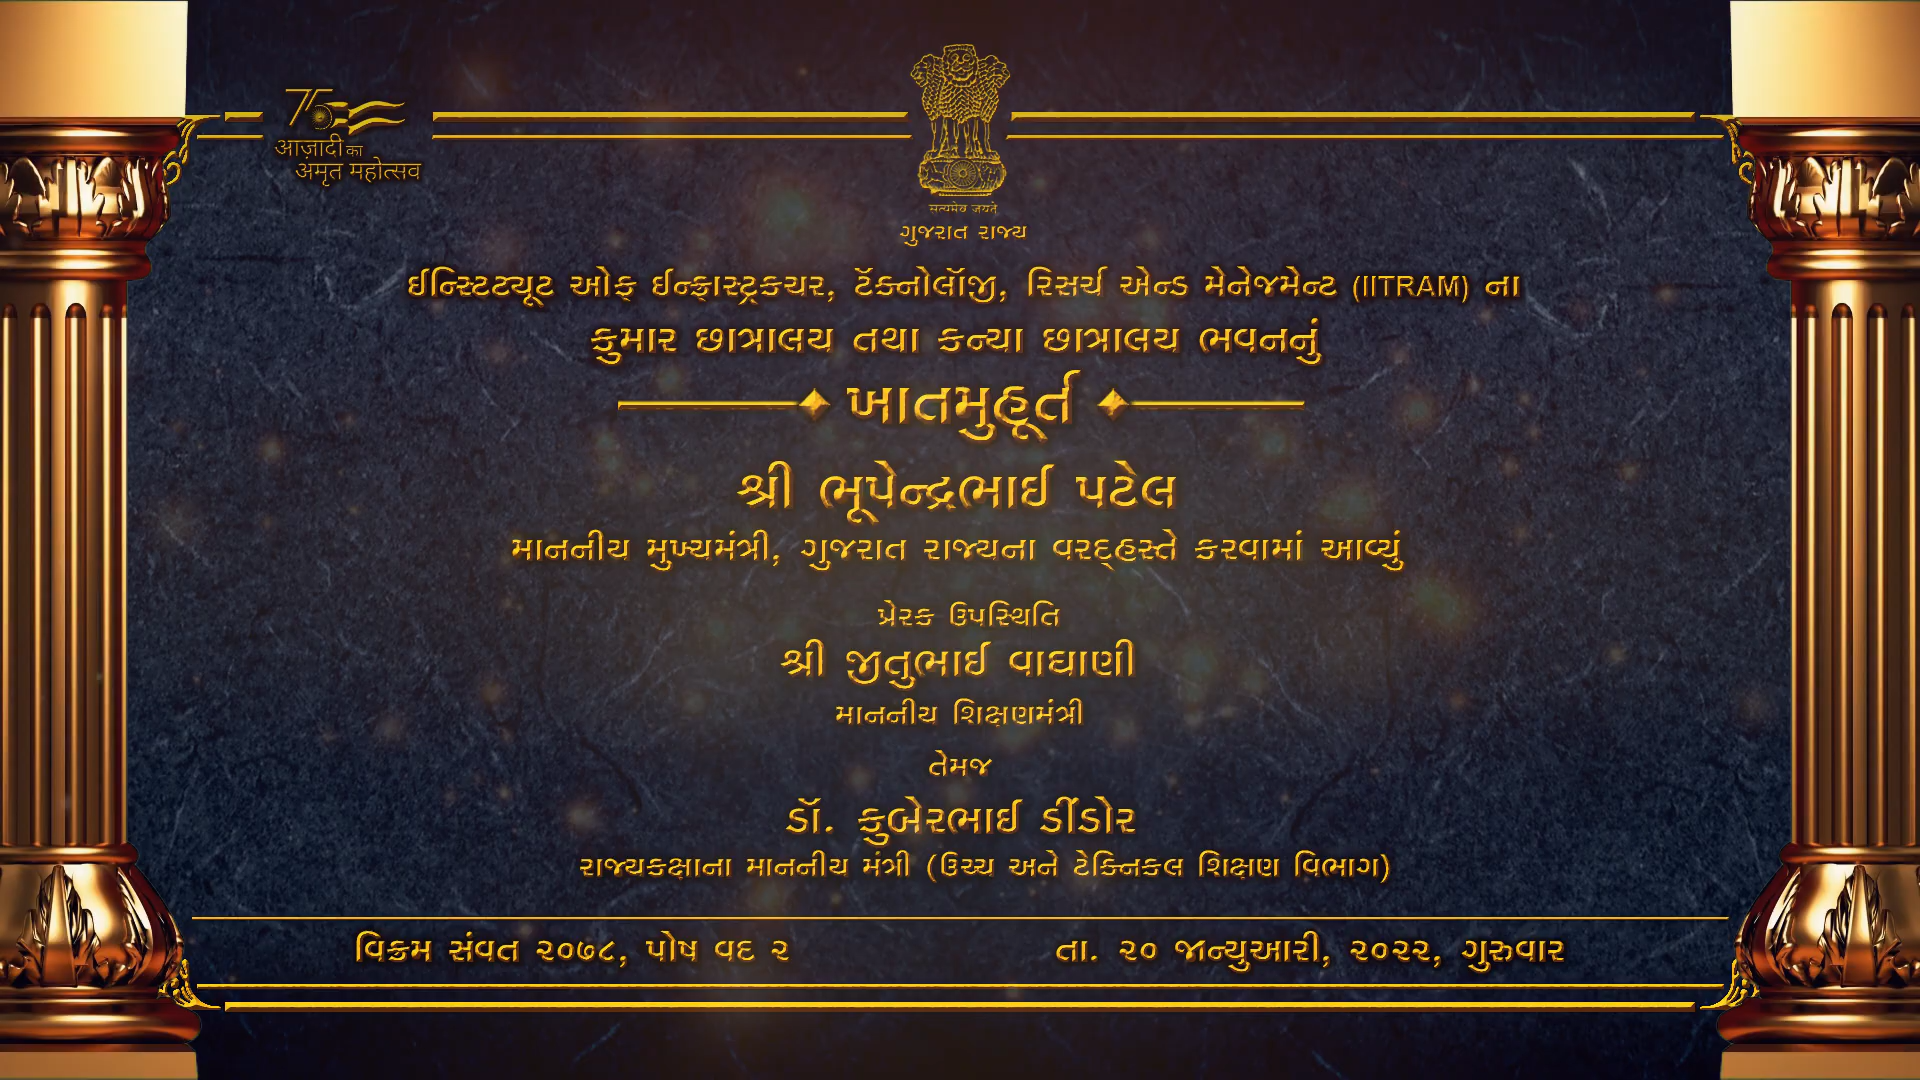 75
आज़ादी का
अमृत महोत्सव
सत्यमेव जयते
ગુજરાત રાજ્ય
ઈન્સ્ટિટ્યૂટ ઓફ ઈન્ફ્રાસ્ટ્રક્ચર, ટૅક્નોલૉજી, રિસર્ચ એન્ડ મેનેજમેન્ટ (IITRAM) ના
કુમાર છાત્રાલય તથા કન્યા છાત્રાલય ભવનનું
ખાતમુહૂર્ત
શ્રી ભૂપેન્દ્રભાઈ પટેલ
માનનીય મુખ્યમંત્રી, ગુજરાત રાજ્યના વરદ્હસ્તે કરવામાં આવ્યું
પ્રેરક ઉપસ્થિતિ
શ્રી જીતુભાઈ વાઘાણી
માનનીય શિક્ષણમંત્રી
તેમજ
ડૉ. કુબેરભાઈ ડીંડોર
રાજ્યકક્ષાના માનનીય મંત્રી (ઉચ્ચ અને ટેક્નિકલ શિક્ષણ વિભાગ)
વિક્રમ સંવત ૨૦૭૮, પોષ વદ ૨
તા. ૨૦ જાન્યુઆરી, ૨૦૨૨, ગુરુવાર